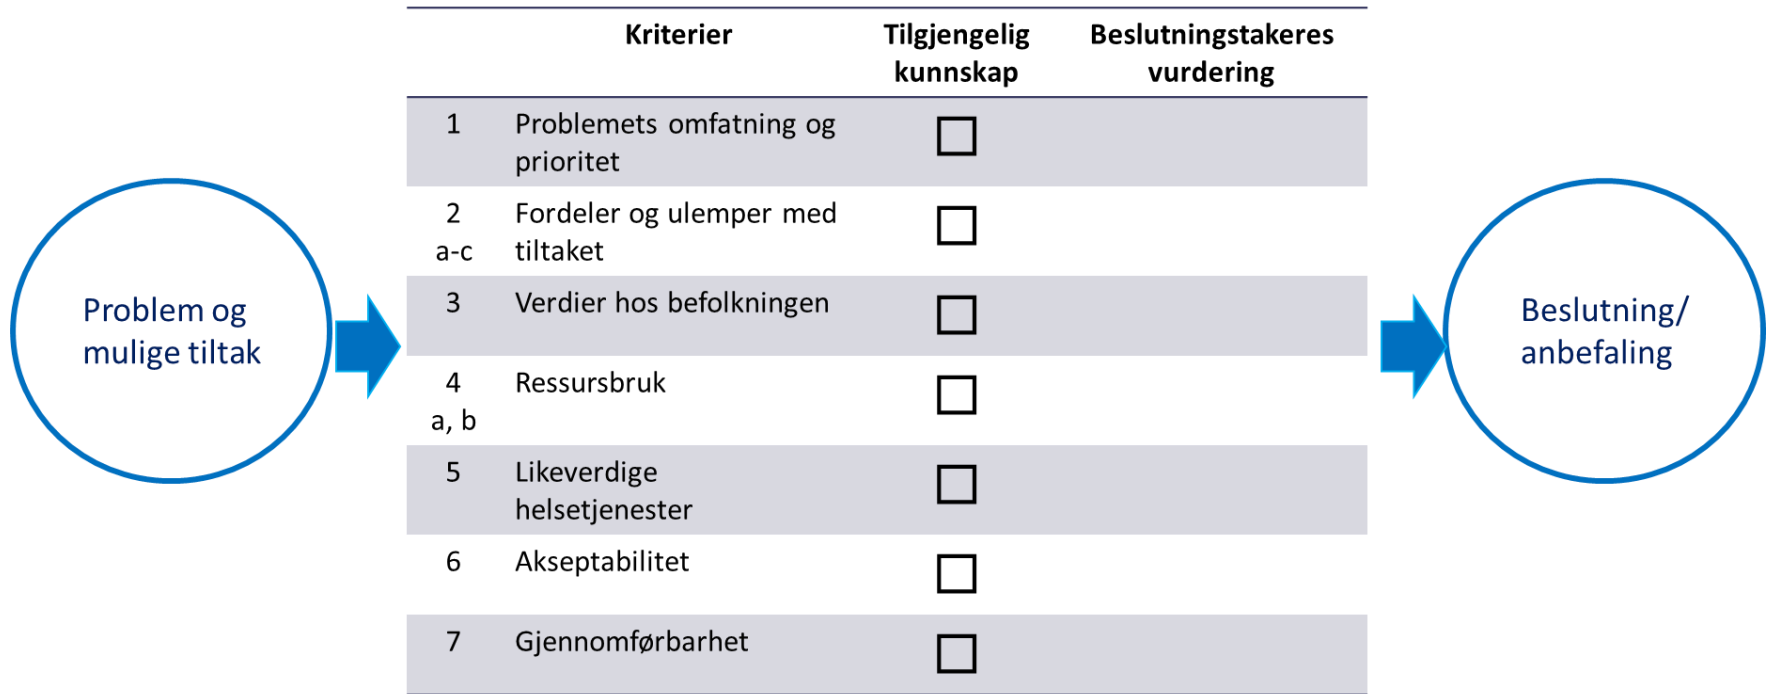 Problem og
mulige tiltak
Kriterier
Tilgjengelig
kunnskap
Beslutningstakeres
vurdering
1
Problemets omfatning og
prioritet
2
a-c
Fordeler og ulemper med
tiltaket
3
Verdier hos befolkningen
4
a, b
Ressursbruk
5
Likeverdige
helsetjenester
6
Akseptabilitet
7
Gjennomførbarhet
Beslutning/
anbefaling